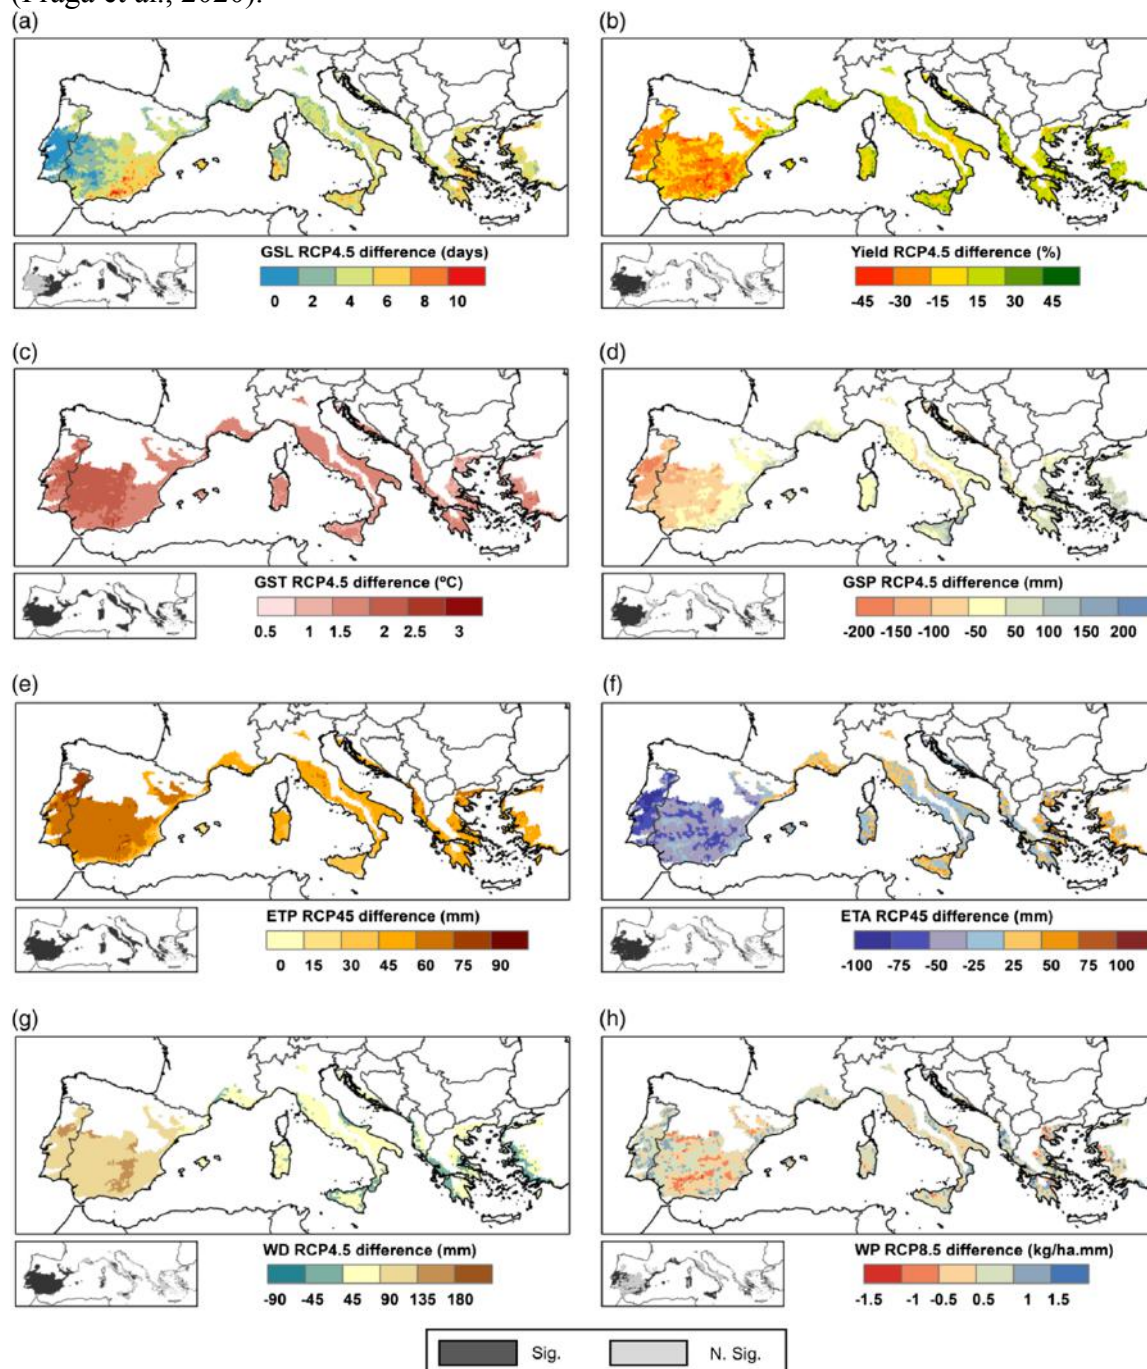 (Fraga et al., 2020).
(a)
(b)
GSL RCP4.5 difference (days)
0 2 4 6 8 10
Yield RCP4.5 difference (%)
-45 -30 -15 15 30 45
(c)
(d)
GST RCP4.5 difference (ºC)
0.5 1 1.5 2 2.5 3
GSP RCP4.5 difference (mm)
-200 -150 -100 -50 50 100 150 200
(e)
(f)
ETP RCP45 difference (mm)
0 15 30 45 60 75 90
ETA RCP45 difference (mm)
-100 -75 -50 -25 25 50 75 100
(g)
(h)
WD RCP4.5 difference (mm)
-90 -45 45 90 135 180
WP RCP8.5 difference (kg/ha.mm)
-1.5 -1 -0.5 0.5 1 1.5
Sig.
N. Sig.